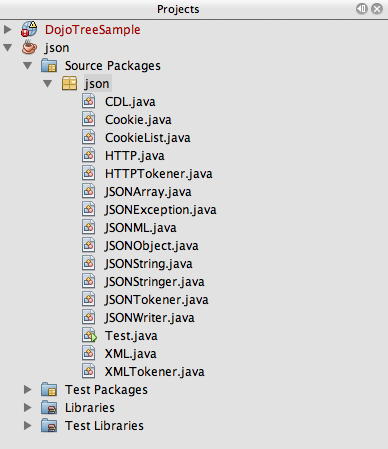 Projects
DojoTreeSample
json
Source Packages
json
CDL.java
Cookie.java
CookieList.java
HTTP.java
HTTPTokener.java
JSONArray.java
JSONException.java
JSONML.java
JSONObject.java
JSONString.java
JSONStringer.java
JSONTokener.java
JSONWriter.java
Test.java
XML.java
XMLTokener.java
Test Packages
Libraries
Test Libraries